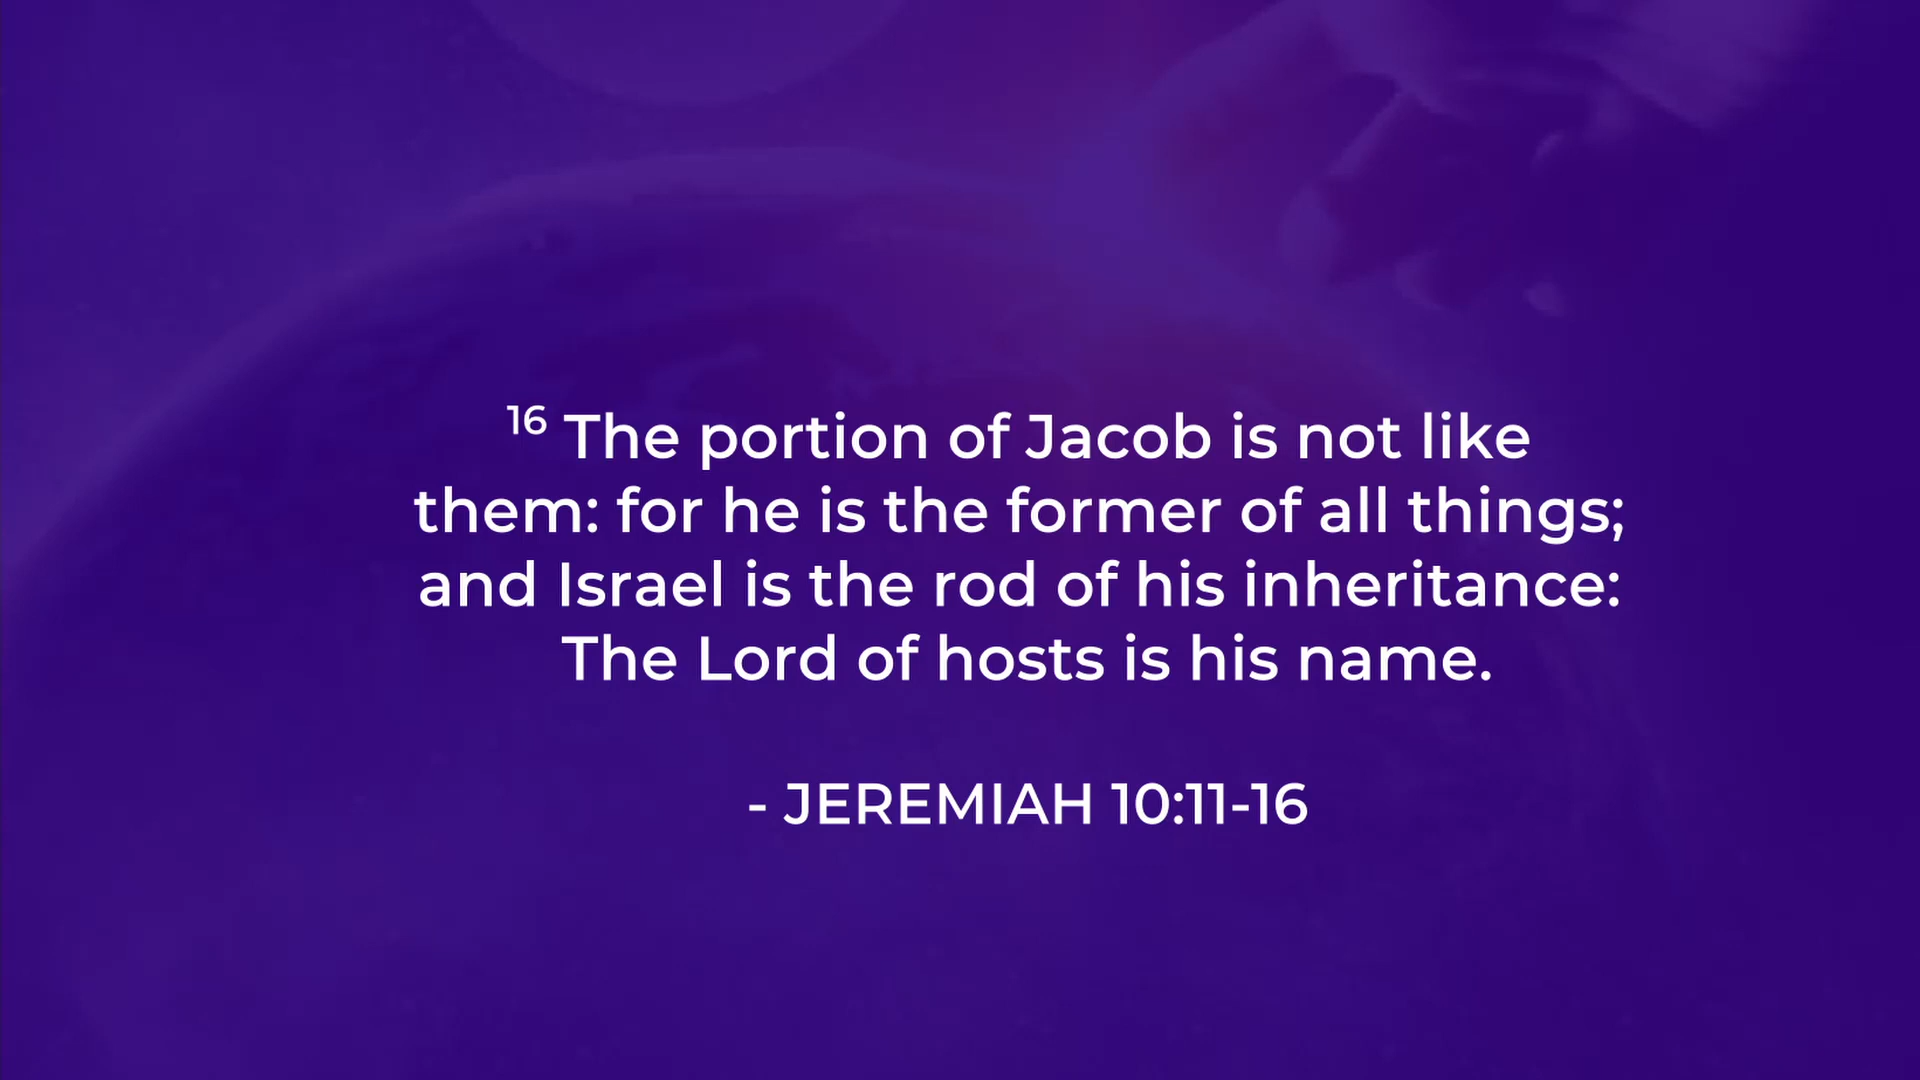 16 The portion of Jacob is not like
them: for he is the former of all things;
and Israel is the rod of his inheritance:
The Lord of hosts is his name.
- JEREMIAH 10:11-16